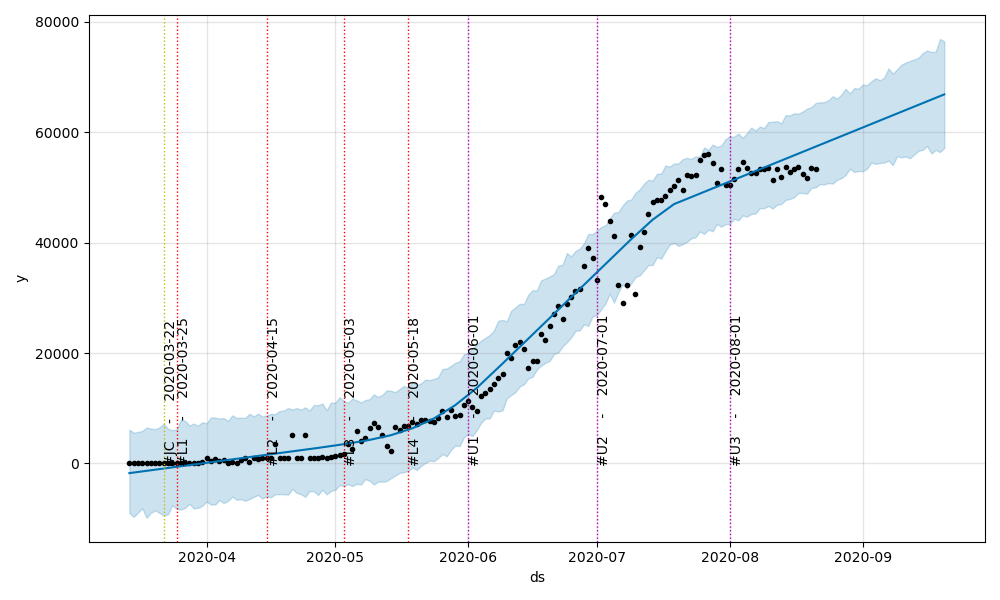 80000
60000
40000
20000
0
y
#C - 2020-03-22
#L1 - 2020-03-25
#L2 - 2020-04-15
#L3 - 2020-05-03
#L4 - 2020-05-18
#U1 - 2020-06-01
#U2 - 2020-07-01
#U3 - 2020-08-01
2020-04
2020-05
2020-06
2020-07
2020-08
2020-09
ds